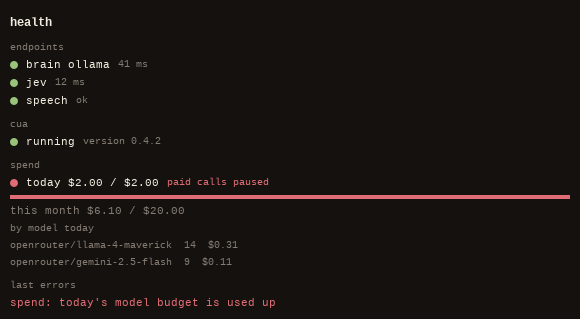 health
endpoints
brain ollama 41 ms
jev 12 ms
speech ok
cua
running version 0.4.2
spend
today $2.00 / $2.00 paid calls paused
this month $6.10 / $20.00
by model today
openrouter/llama-4-maverick 14 $0.31
openrouter/gemini-2.5-flash 9 $0.11
last errors
spend: today's model budget is used up